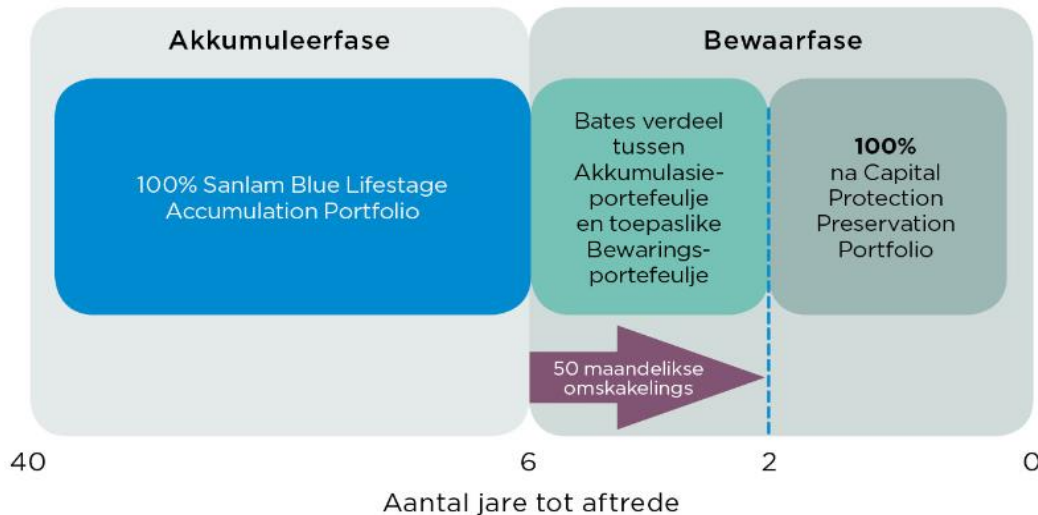 Akkumuleerfase
Bewaarfase
100% Sanlam Blue Lifestage
Accumulation Portfolio
Bates verdeel
tussen
Akkumulasie-
portefeulje
en toepaslike
Bewarings-
portefeulje
100%
na Capital
Protection
Preservation
Portfolio
50 maandelikse
omskakelings
40
6
2
0
Aantal jare tot aftrede